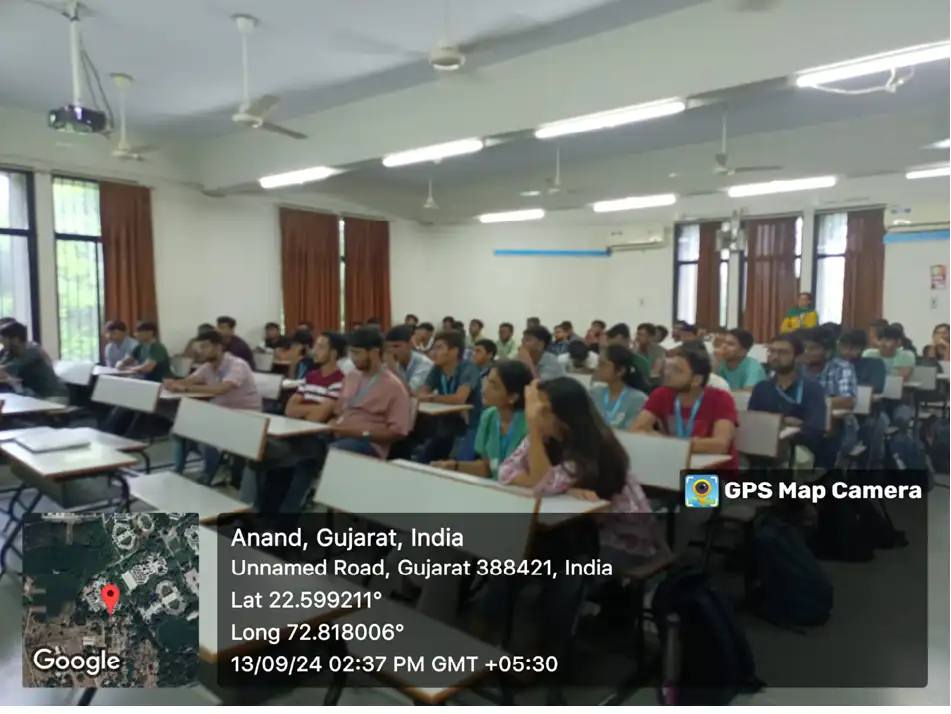 GPS Map Camera
Anand, Gujarat, India
Unnamed Road, Gujarat 388421, India
Lat 22.599211°
Long 72.818006°
13/09/24 02:37 PM GMT +05:30
Google